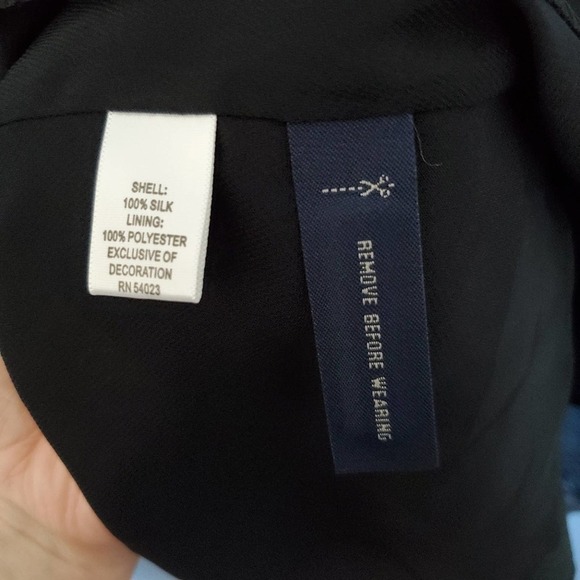 SHELL:
100% SILK
LINING:
100% POLYESTER
EXCLUSIVE OF
DECORATION
RN 54023
REMOVE BEFORE WEARING